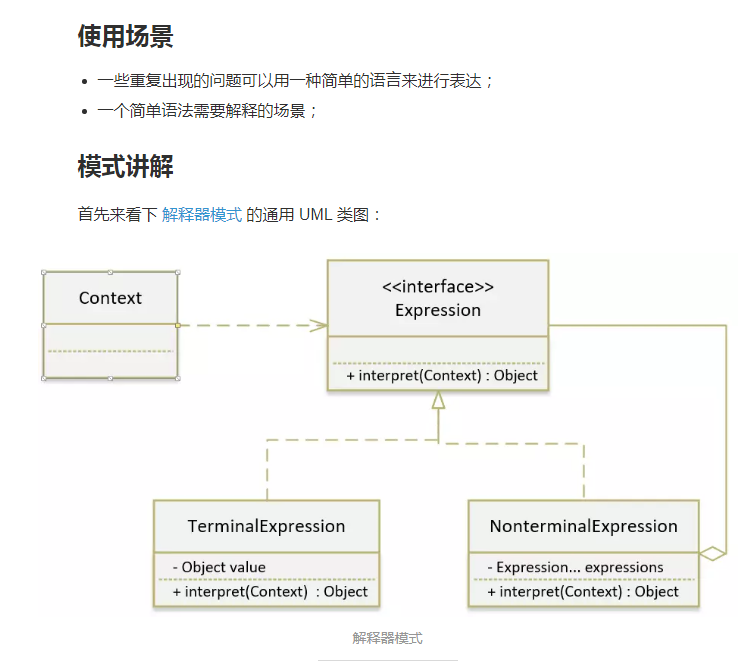 使用场景
一些重复出现的问题可以用一种简单的语言来进行表达；
一个简单语法需要解释的场景；
模式讲解
首先来看下 解释器模式 的通用 UML 类图：
Context
<<interface>>
Expression
+ interpret(Context) : Object
TerminalExpression
- Object value
+ interpret(Context) : Object
NonterminalExpression
- Expression... expressions
+ interpret(Context) : Object
解释器模式